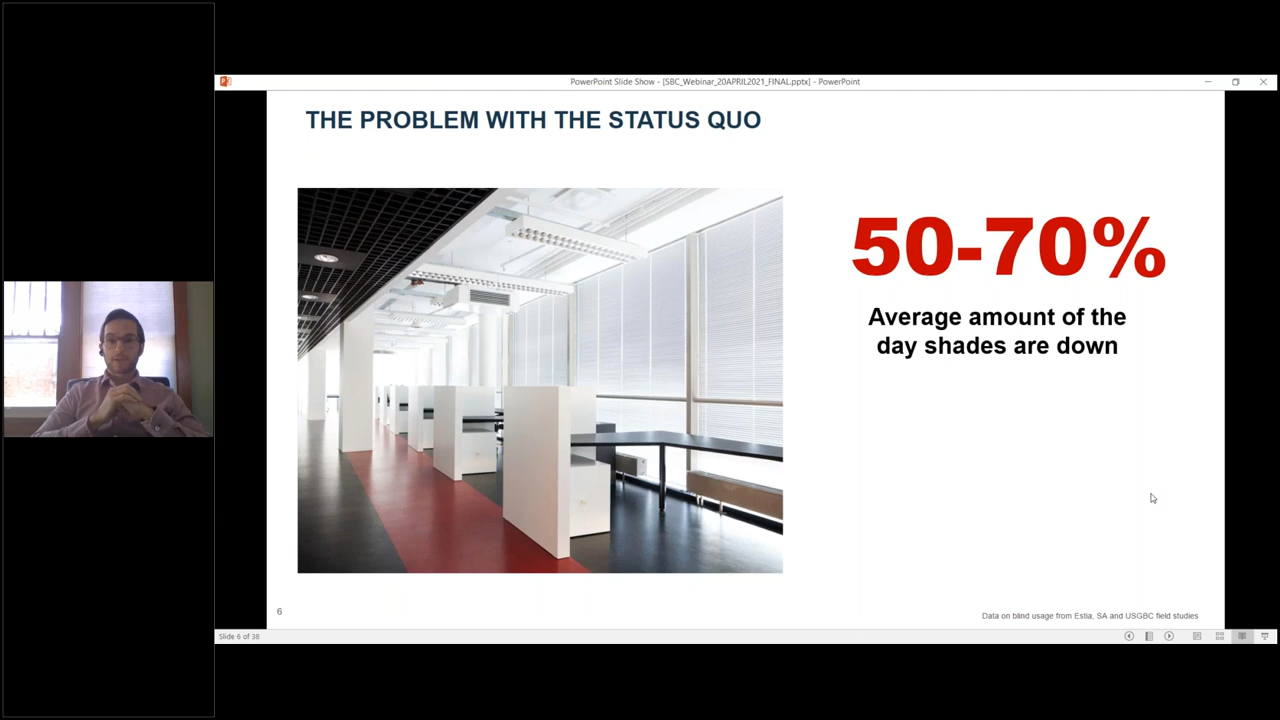 PowerPoint Slide Show - [SBC_Webinar_20APRIL2021_FINAL.pptx] - PowerPoint
THE PROBLEM WITH THE STATUS QUO
50-70%
Average amount of the
day shades are down
6
Data on blind usage from Estia, SA and USGBC field studies
Slide 6 of 38